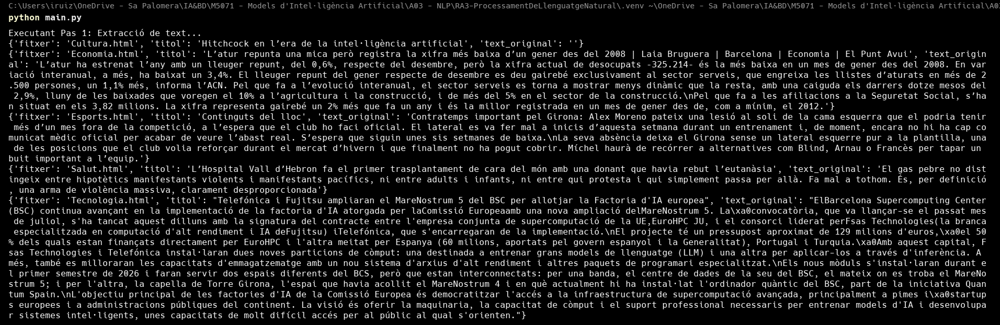 C:\Users\iruiz\OneDrive - Sa Palomera\IA&BD\M5071 - Models d'Intel·ligència Artificial\A03 - NLP\RA3-ProcessamentDeLlenguatgeNatural\.venv ~\OneDrive - Sa Palomera\IA&BD\M5071 - Models d'Intel·ligència Artificial\A03
python main.py
Executant Pas 1: Extracció de text...
{'fitxer': 'Cultura.html', 'titol': 'Hitchcock en l’era de la intel·ligència artificial', 'text_original': ''}
{'fitxer': 'Economia.html', 'titol': 'L’atur repunta una mica però registra la xifra més baixa d’un gener des del 2008 | Laia Bruguera | Barcelona | Economia | El Punt Avui', 'text_origin
al': 'L’atur ha estrenat l’any amb un lleuger repunt, del 0,6%, respecte del desembre, però la xifra actual de desocupats -325.214- és la més baixa en un mes de gener des del 2008. En var
iació interanual, a més, ha baixat un 3,4%. El lleuger repunt del gener respecte de desembre es deu gairebé exclusivament al sector serveis, que engreixa les llistes d’aturats en més de 2
.500 persones, un 1,1% més, informa l’ACN. Pel que fa a l’evolució interanual, el sector serveis es torna a mostrar menys dinàmic que la resta, amb una caiguda els darrers dotze mesos del
 2,9%, lluny de les baixades que voregen el 10% a l’agricultura i la construcció, i de més del 5% en el sector de la construcció.\nPel que fa a les afiliacions a la Seguretat Social, s’ha
n situat en els 3,82 milions. La xifra representa gairebé un 2% més que fa un any i és la millor registrada en un mes de gener des de, com a mínim, el 2012.'}
{'fitxer': 'Esports.html', 'titol': 'Continguts del lloc', 'text_original': 'Contratemps important pel Girona: Alex Moreno pateix una lesió al soli de la cama esquerra que el podria tenir
 més d’un mes fora de la competició, a l’espera que el club ho faci oficial. El lateral es va fer mal a inicis d’aquesta setmana durant un entrenament i, de moment, encara no hi ha cap co
municat mèdic oficial per acabar de veure l’abast real. S’espera que siguin unes sis setmanes de baixa.\nLa seva absència deixa el Girona sense un lateral esquerre pur a la plantilla, una
 de les posicions que el club volia reforçar durant el mercat d’hivern i que finalment no ha pogut cobrir. Míchel haurà de recórrer a alternatives com Blind, Arnau o Francès per tapar un
buit important a l’equip.'}
{'fitxer': 'Salut.html', 'titol': 'L’Hospital Vall d’Hebron fa el primer trasplantament de cara del món amb una donant que havia rebut l’eutanàsia', 'text_original': 'El gas pebre no dist
ingeix entre hipotètics manifestants violents i manifestants pacífics, ni entre adults i infants, ni entre qui protesta i qui simplement passa per allà. Fa mal a tothom. És, per definició
, una arma de violència massiva, clarament desproporcionada'}
{'fitxer': 'Tecnologia.html', 'titol': "Telefónica i Fujitsu ampliaran el MareNostrum 5 del BSC per allotjar la Factoria d'IA europea", 'text_original': "ElBarcelona Supercomputing Center
(BSC) continua avançant en la implementació de la factoria d'IA atorgada per laComissió Europeaamb una nova ampliació delMareNostrum 5. La\xa0convocatòria, que va llançar-se el passat mes
 de juliol, s'ha tancat aquest dilluns amb la signatura del contracte entre l'empresa conjunta de supercomputació de la UE,EuroHPC JU, i el consorci liderat perFsas Technologies(la branca
 especialitzada en computació d'alt rendiment i IA deFujitsu) iTelefónica, que s'encarregaran de la implementació.\nEl projecte té un pressupost aproximat de 129 milions d'euros,\xa0el 50
% dels quals estan finançats directament per EuroHPC i l'altra meitat per Espanya (60 milions, aportats pel govern espanyol i la Generalitat), Portugal i Turquia.\xa0Amb aquest capital, F
sas Technologies i Telefónica instal·laran dues noves particions de còmput: una destinada a entrenar grans models de llenguatge (LLM) i una altra per aplicar-los a través d'inferència. A
més, també es milloraran les capacitats d'emmagatzematge amb un nou sistema d'arxius d'alt rendiment i altres paquets de programari especialitzat.\nEls nous mòduls s'instal·laran durant e
l primer semestre de 2026 i faran servir dos espais diferents del BCS, però que estan interconnectats: per una banda, el centre de dades de la seu del BSC, el mateix on es troba el MareNo
strum 5; i per l'altra, la capella de Torre Girona, l'espai que havia acollit el MareNostrum 4 i en què actualment hi ha instal·lat l'ordinador quàntic del BSC, part de la iniciativa Quan
tum Spain.\nL'objectiu principal de les factories d'IA de la Comissió Europea és democratitzar l'accés a la infraestructura de supercomputació avançada, principalment a pimes i\xa0startup
s europees i a administracions públiques del continent. La visió és oferir la maquinaria, la capacitat de còmput i el suport professional necessaris per entrenar models d'IA i desenvolupa
r sistemes intel·ligents, unes capacitats de molt difícil accés per al públic al qual s'orienten."}